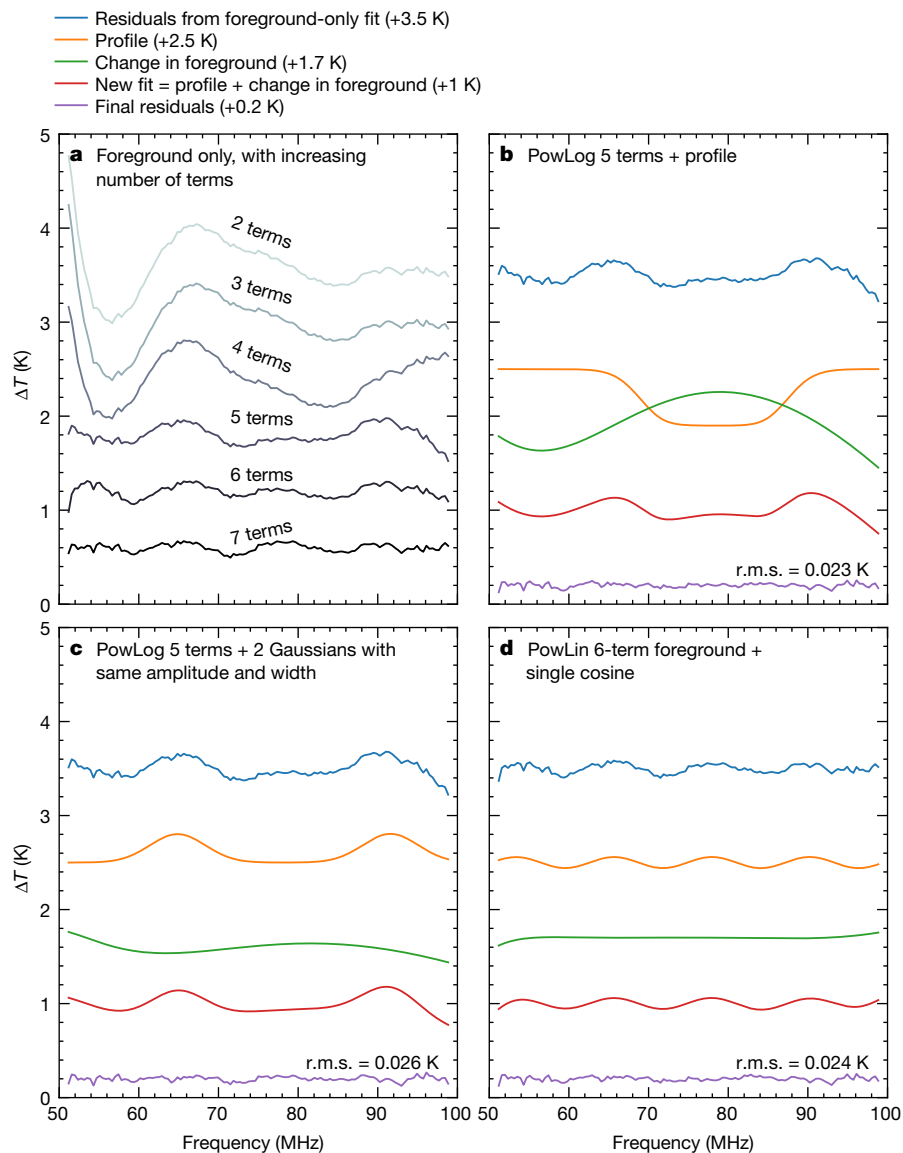 Residuals from foreground-only fit (+3.5 K)
Profile (+2.5 K)
Change in foreground (+1.7 K)
New fit = profile + change in foreground (+1 K)
Final residuals (+0.2 K)
a Foreground only, with increasing
number of terms
2 terms
3 terms
4 terms
5 terms
6 terms
7 terms
5
4
3
2
1
0
ΔT (K)
b PowLog 5 terms + profile
r.m.s. = 0.023 K
c PowLog 5 terms + 2 Gaussians with
same amplitude and width
r.m.s. = 0.026 K
5
4
3
2
1
0
ΔT (K)
50 60 70 80 90 100
Frequency (MHz)
d PowLin 6-term foreground +
single cosine
r.m.s. = 0.024 K
60 70 80 90 100
Frequency (MHz)